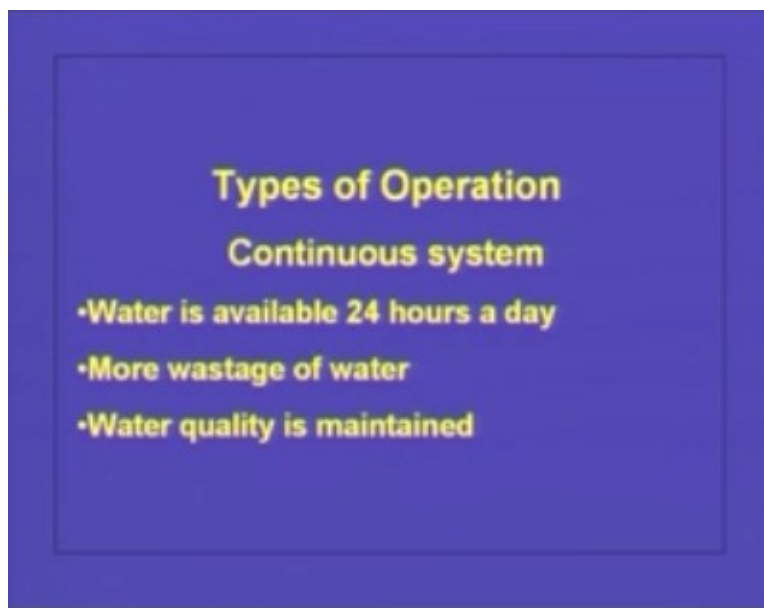 Types of Operation
Continuous system
•Water is available 24 hours a day
•More wastage of water
•Water quality is maintained